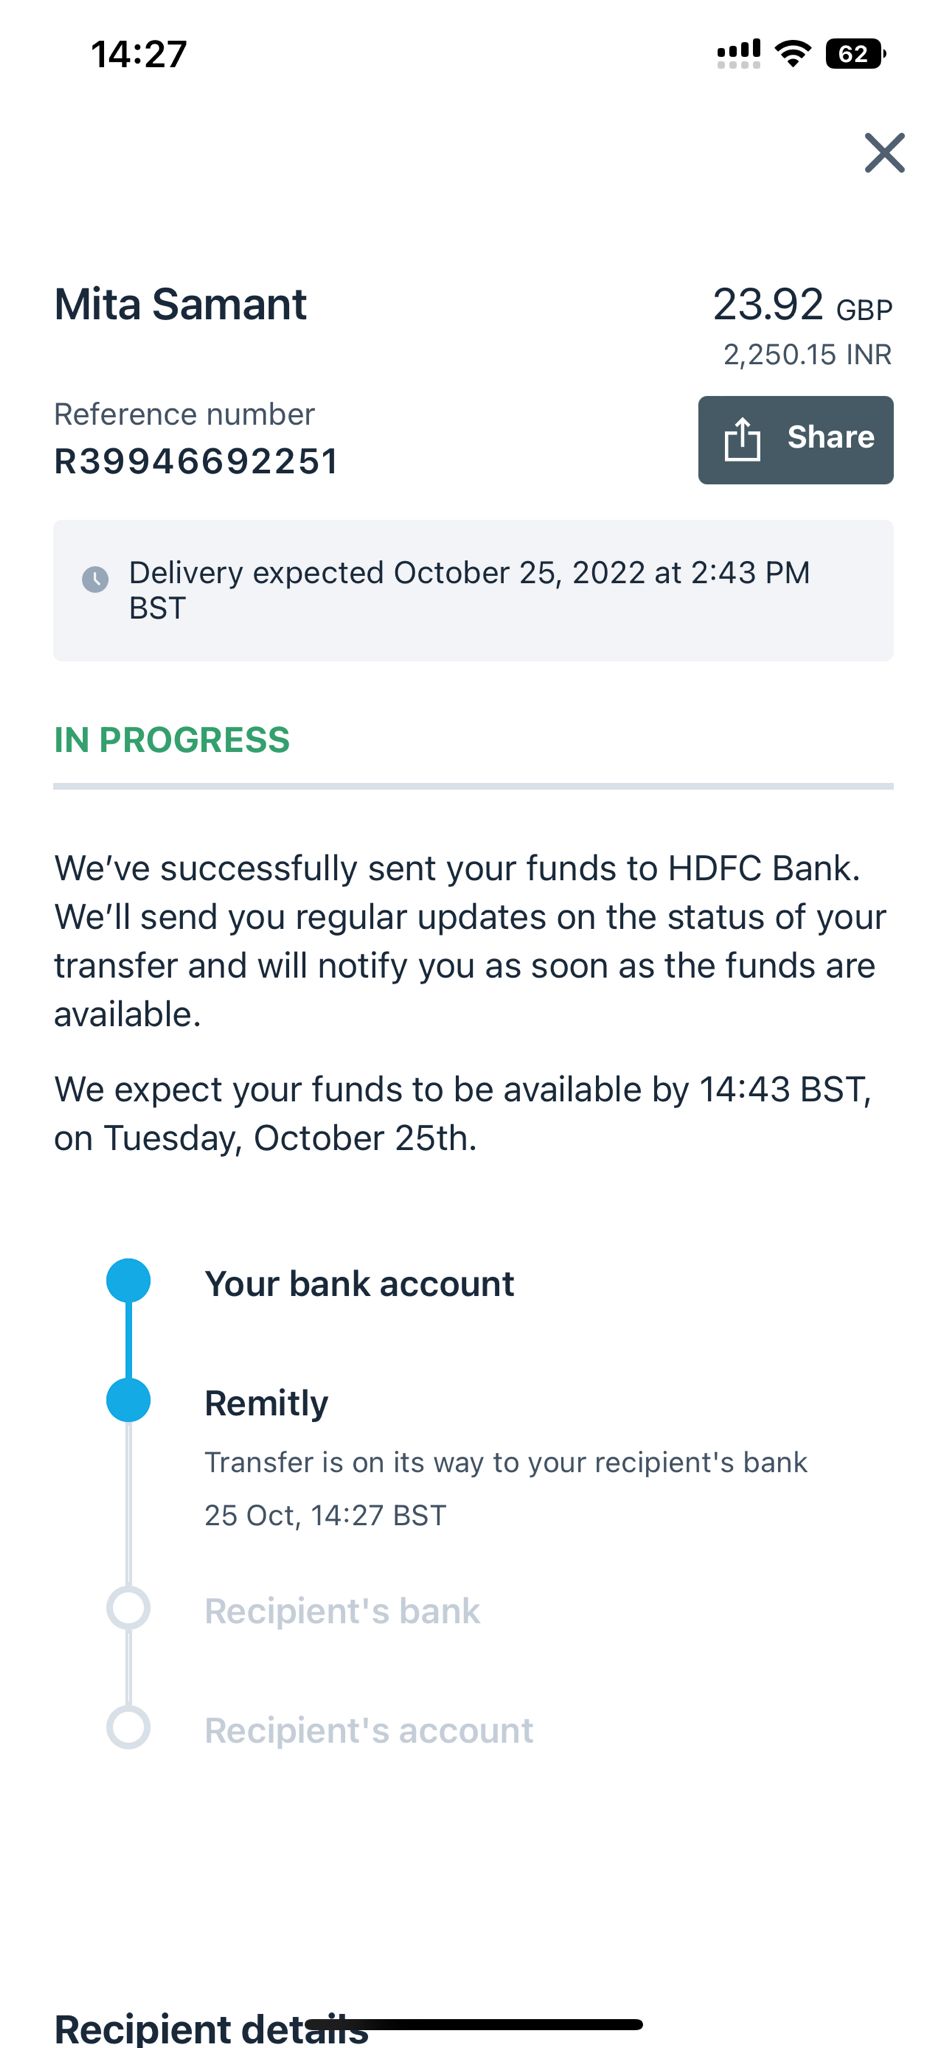 14:27
62
Mita Samant
23.92 GBP
2,250.15 INR
Reference number
R39946692251
Share
Delivery expected October 25, 2022 at 2:43 PM
BST
IN PROGRESS
We’ve successfully sent your funds to HDFC Bank.
We’ll send you regular updates on the status of your
transfer and will notify you as soon as the funds are
available.
We expect your funds to be available by 14:43 BST,
on Tuesday, October 25th.
Your bank account
Remitly
Transfer is on its way to your recipient's bank
25 Oct, 14:27 BST
Recipient's bank
Recipient's account
Recipient details